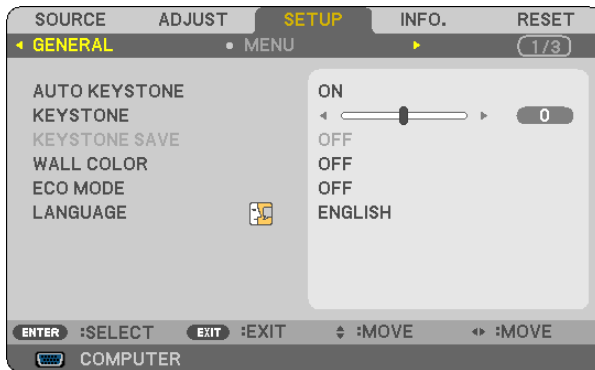 SOURCE ADJUST SETUP INFO. RESET
GENERAL MENU 1/3
AUTO KEYSTONE ON
KEYSTONE 0
KEYSTONE SAVE OFF
WALL COLOR OFF
ECO MODE OFF
LANGUAGE ENGLISH
ENTER :SELECT EXIT :EXIT :MOVE :MOVE
COMPUTER